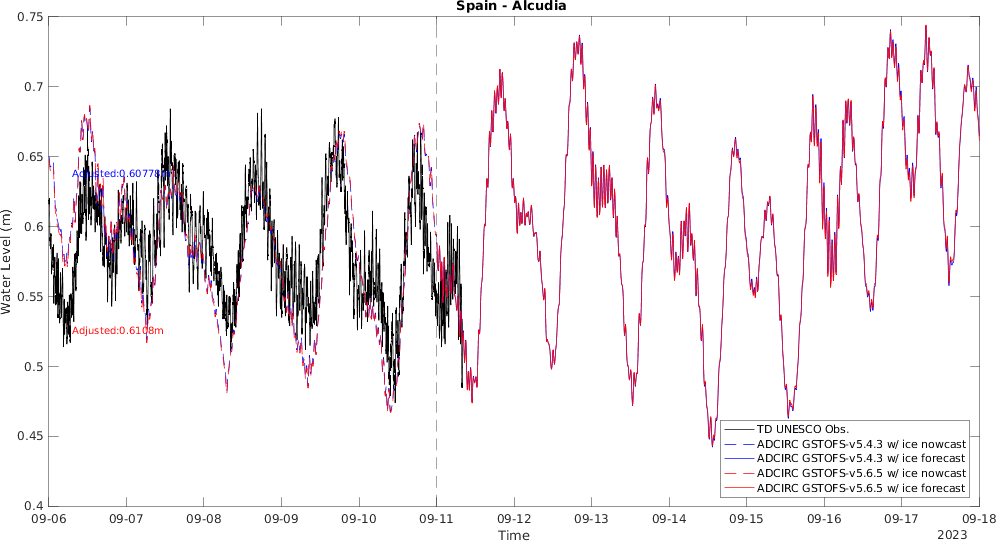 Spain - Alcudia
0.75
0.7
0.65
0.6
0.55
0.5
0.45
0.4
Water Level (m)
Adjusted:0.60778m
Adjusted:0.6108m
TD UNESCO Obs.
ADCIRC GSTOFS-v5.4.3 w/ ice nowcast
ADCIRC GSTOFS-v5.4.3 w/ ice forecast
ADCIRC GSTOFS-v5.6.5 w/ ice nowcast
ADCIRC GSTOFS-v5.6.5 w/ ice forecast
09-06 09-07 09-08 09-09 09-10 09-11 09-12 09-13 09-14 09-15 09-16 09-17 09-18
Time
2023